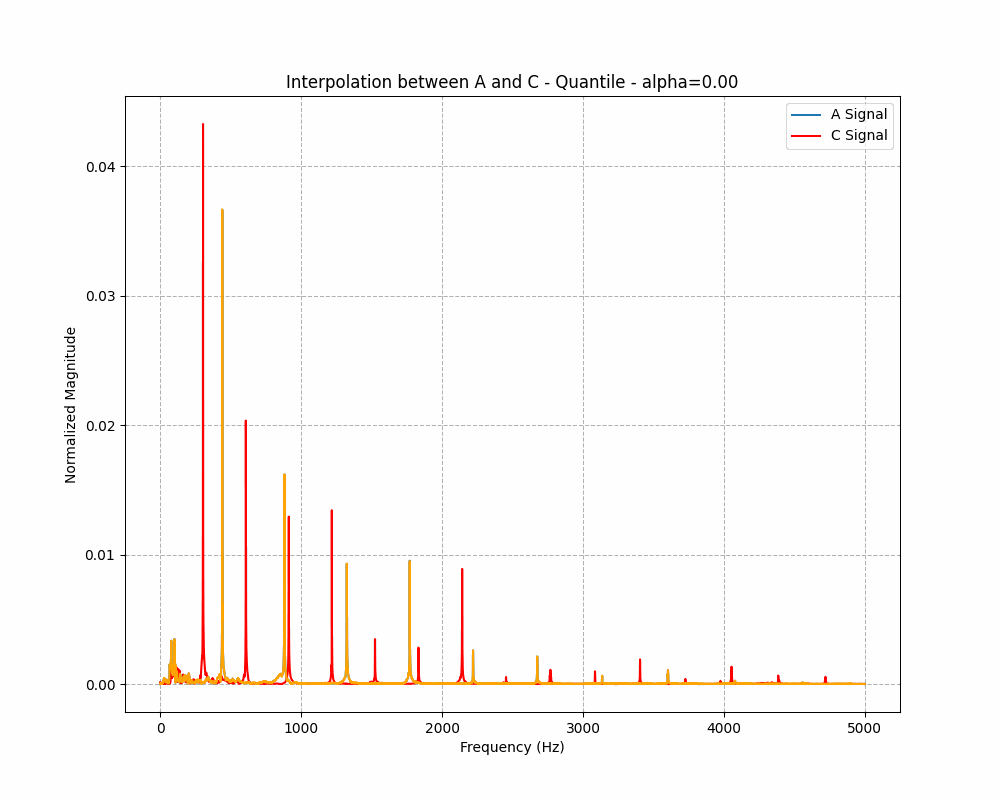 Interpolation between A and C - Quantile - alpha=0.00
A Signal
C Signal
0.04
0.03
0.02
0.01
0.00
Normalized Magnitude
0 1000 2000 3000 4000 5000
Frequency (Hz)